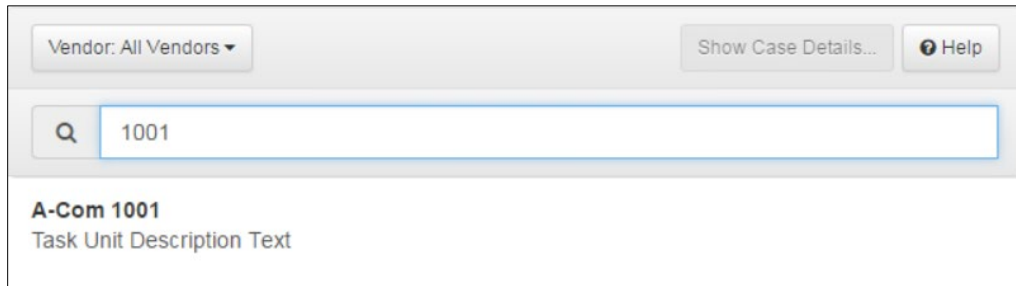 Vendor: All Vendors
Show Case Details...
Help
1001
A-Com 1001
Task Unit Description Text